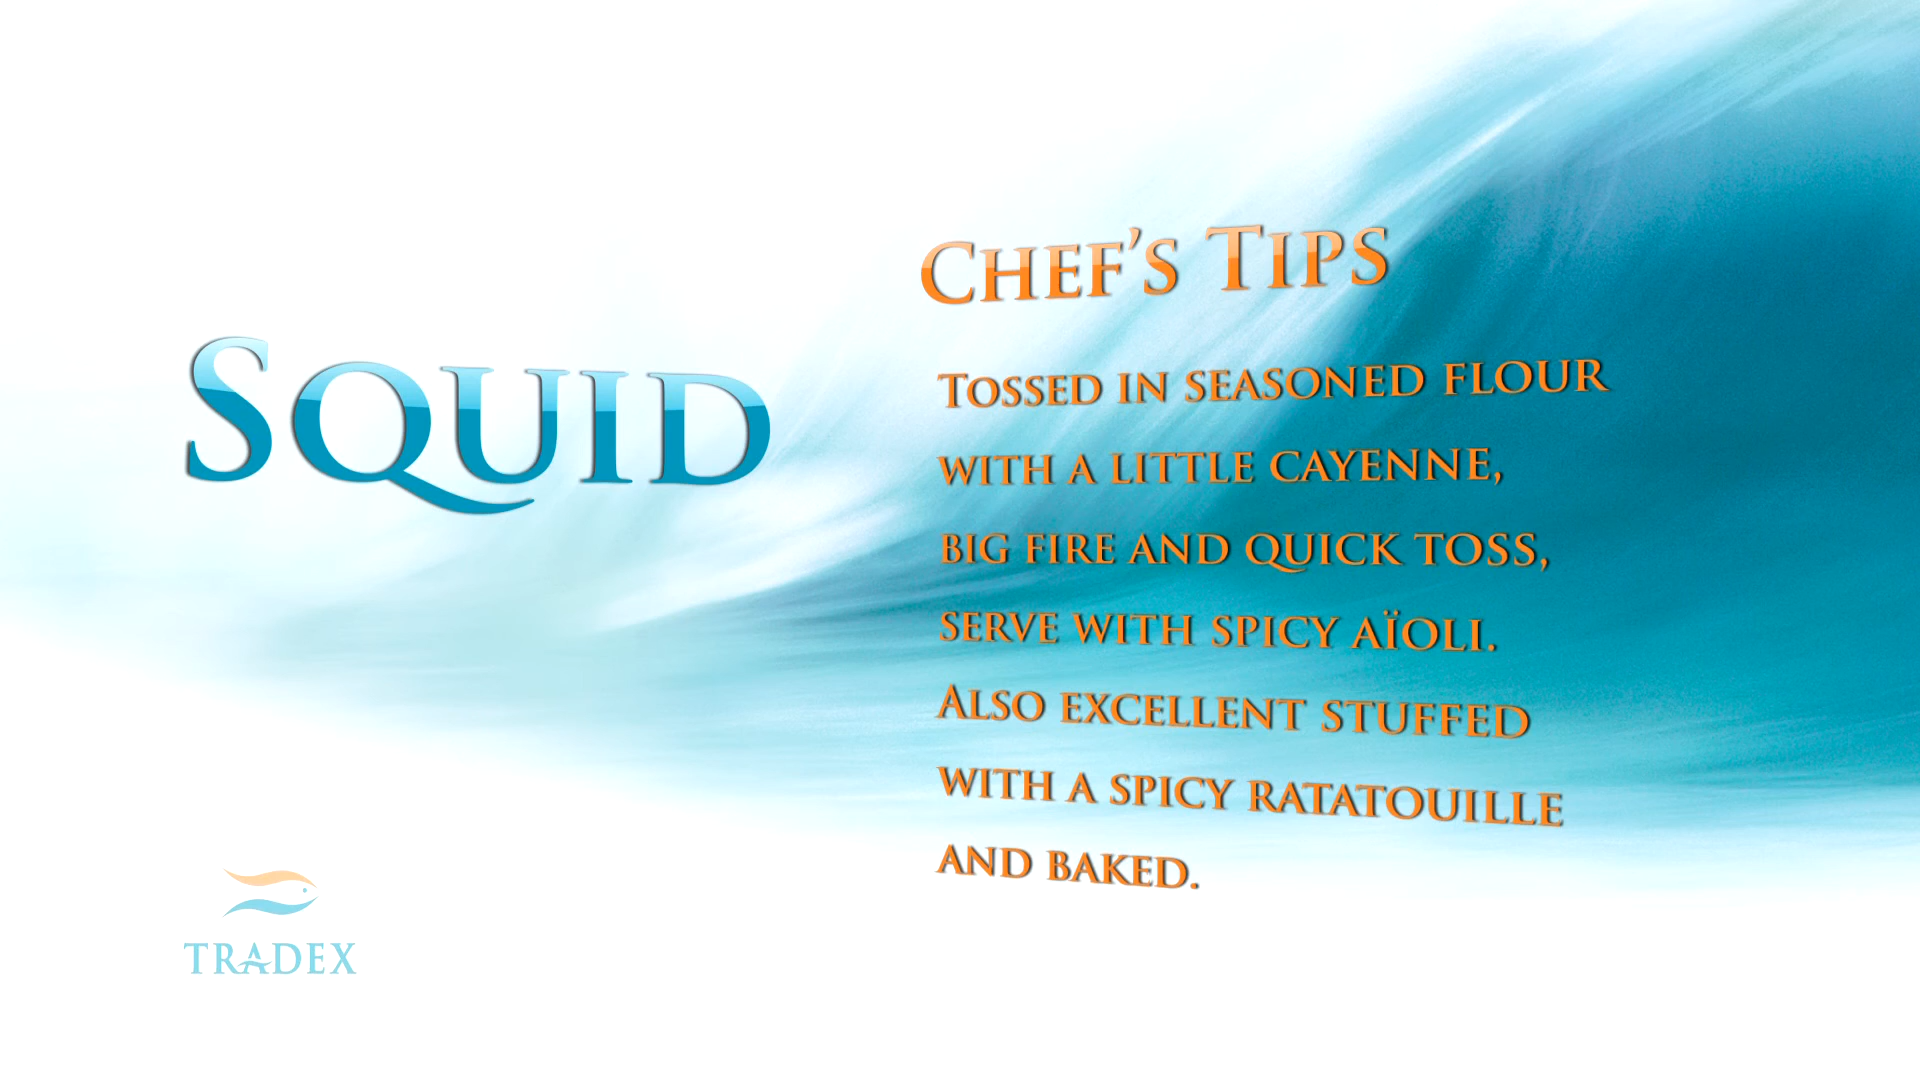 Squid
Chef's Tips
Tossed in seasoned flour
with a little cayenne,
big fire and quick toss,
serve with spicy aïoli.
Also excellent stuffed
with a spicy ratatouille
and baked.
TRADEX